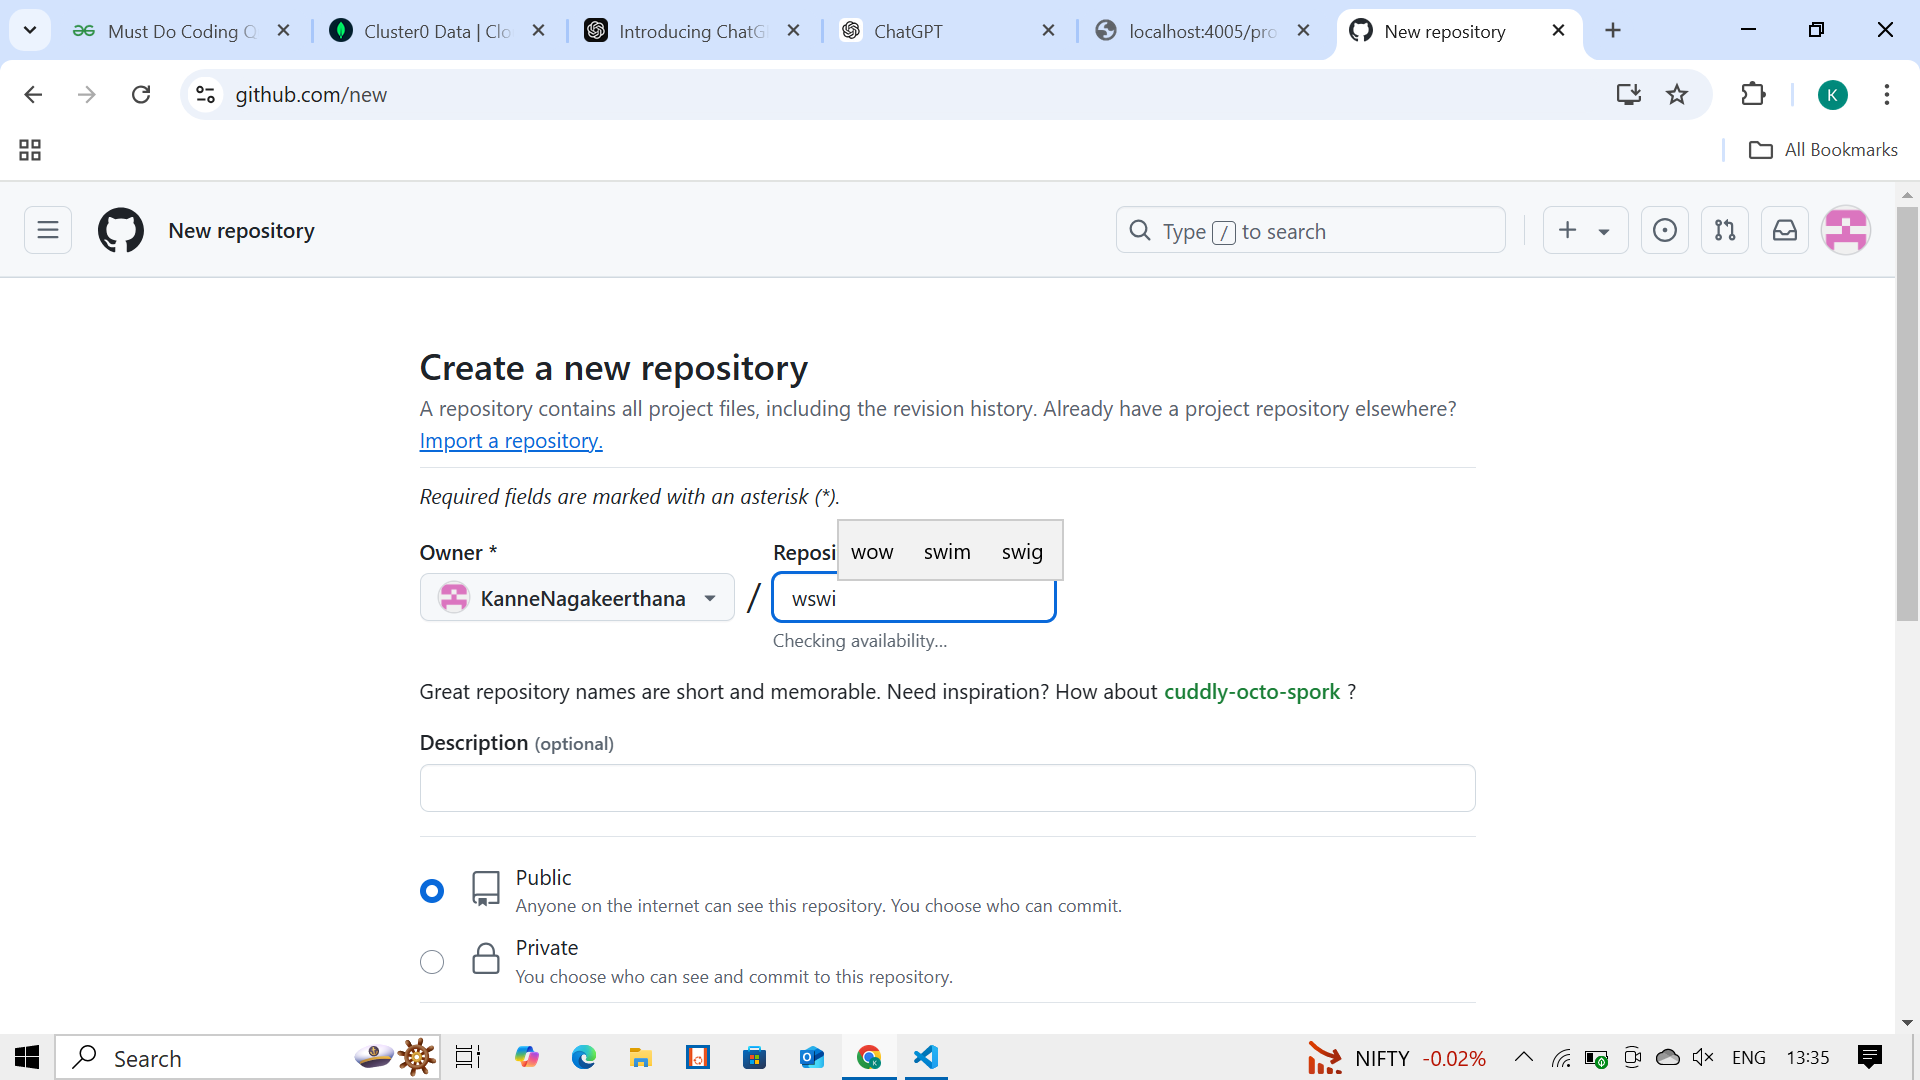 Must Do Coding Q
Cluster0 Data | Clo
Introducing ChatG
ChatGPT
localhost:4005/pro
New repository
github.com/new
K
All Bookmarks
New repository
Type / to search
Create a new repository
A repository contains all project files, including the revision history. Already have a project repository elsewhere?
Import a repository.
Required fields are marked with an asterisk (*).
wow swim swig
Owner * Reposi
KanneNagakeerthana / wswi
Checking availability...
Great repository names are short and memorable. Need inspiration? How about cuddly-octo-spork ?
Description (optional)
Public
Anyone on the internet can see this repository. You choose who can commit.
Private
You choose who can see and commit to this repository.
Search
NIFTY -0.02%
ENG
13:35